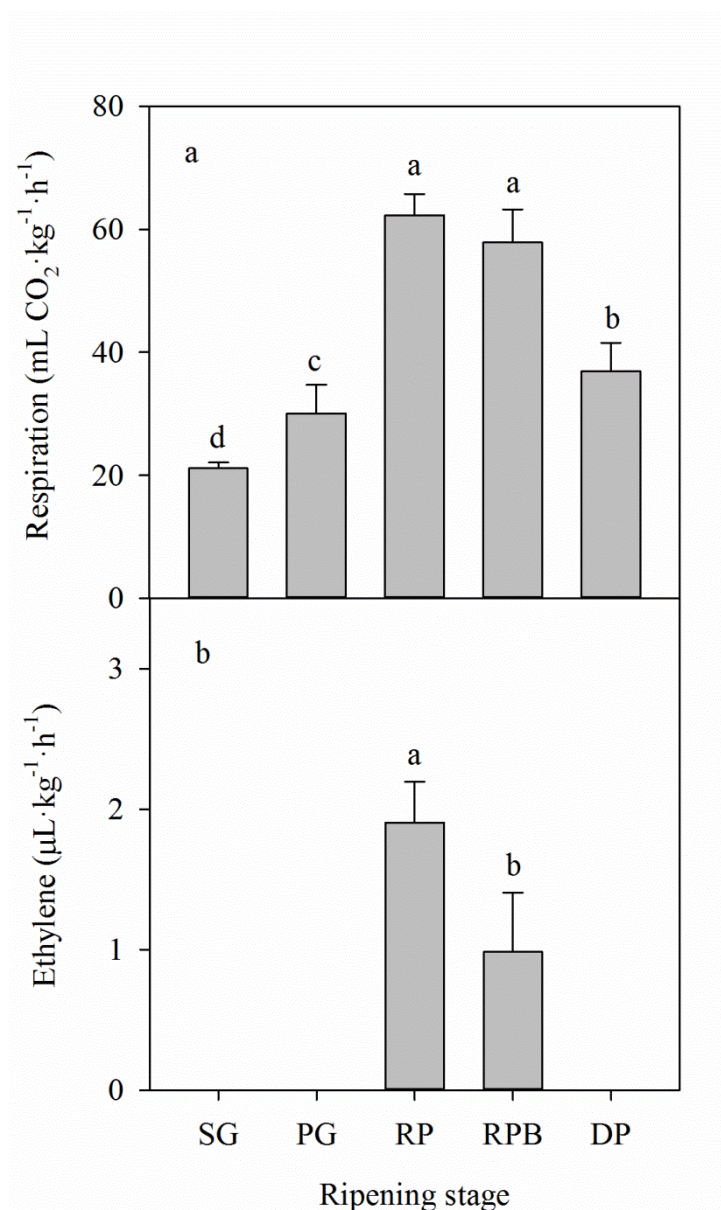 80
a
a
a
60
b
40
c
d
20
0
Respiration (mL CO₂·kg⁻¹·h⁻¹)
b
3
a
2
b
1
0
Ethylene (µL·kg⁻¹·h⁻¹)
SG PG RP RPB DP
Ripening stage